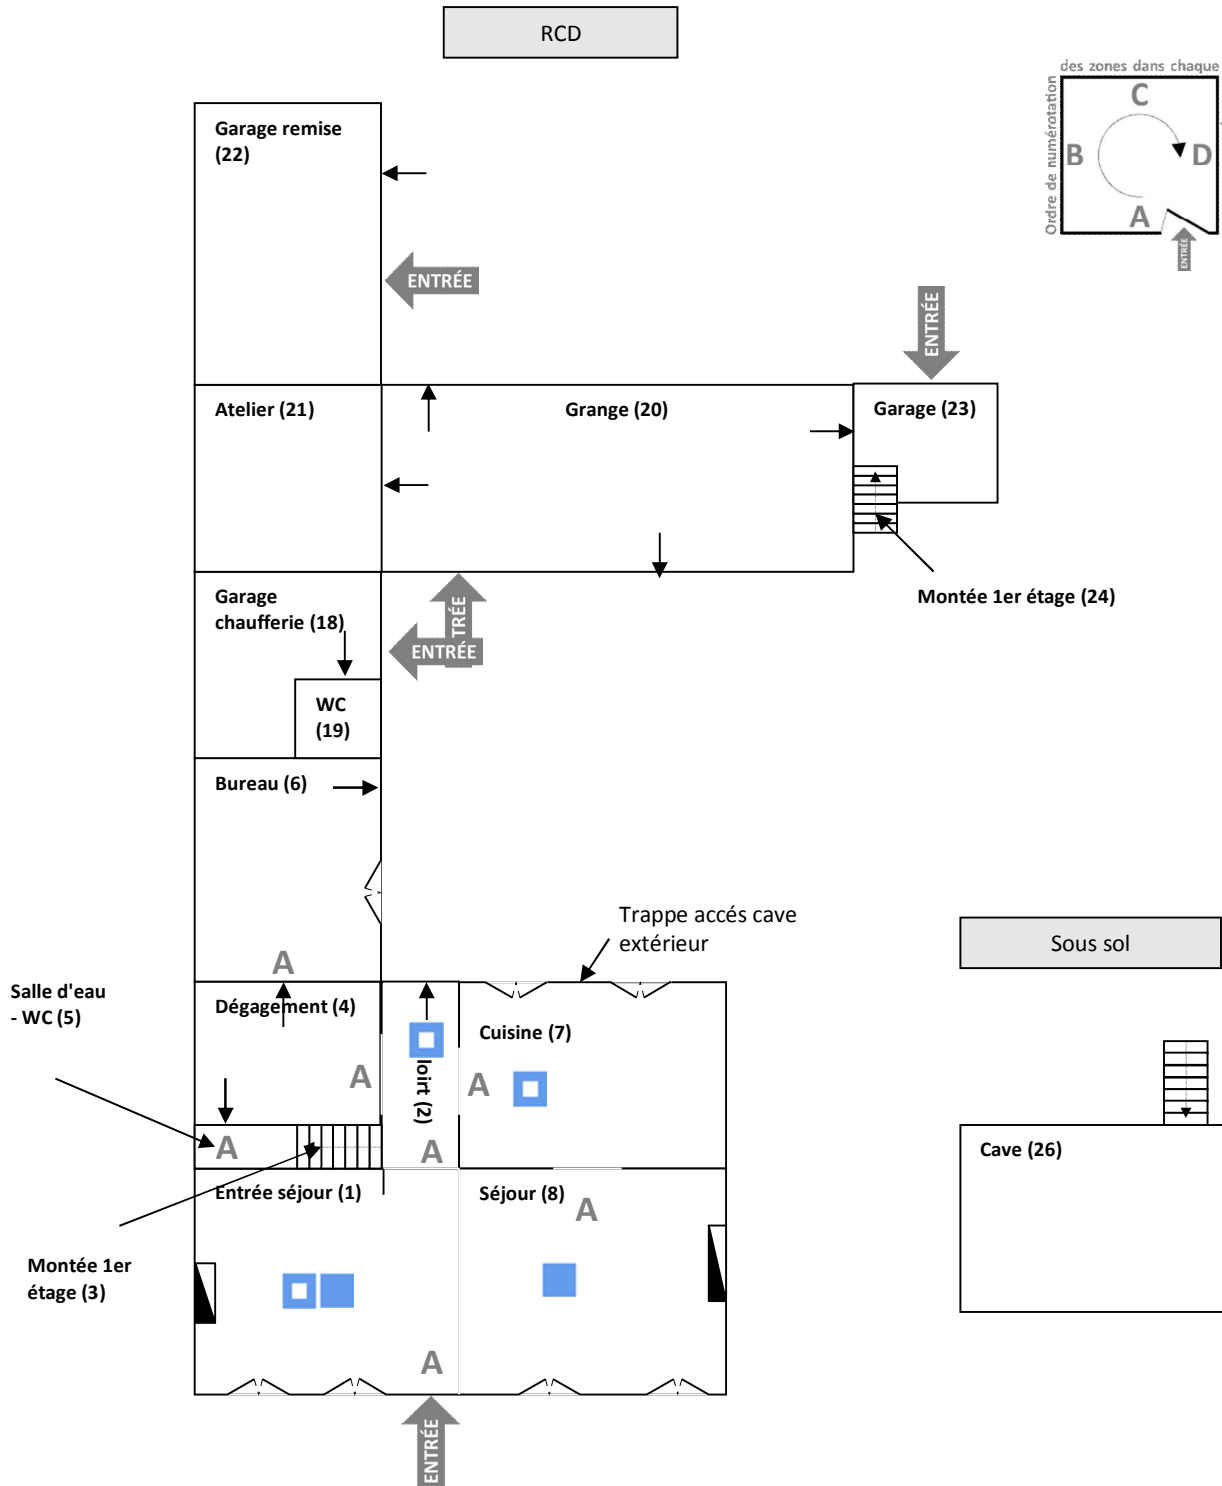 RCD
des zones dans chaque
Ordre de numérotation
C
B
D
A
ENTRÉE
Garage remise
(22)
ENTRÉE
ENTRÉE
Atelier (21)
Grange (20)
Garage (23)
Garage
chaufferie (18)
Montée 1er étage (24)
TRÉE
ENTRÉE
WC
(19)
Bureau (6)
Trappe accés cave
extérieur
Sous sol
A
Salle d'eau
- WC (5)
Dégagement (4)
Cuisine (7)
loirt (2)
A
A
A
A
Cave (26)
Entrée séjour (1)
Séjour (8)
A
Montée 1er
étage (3)
A
ENTRÉE